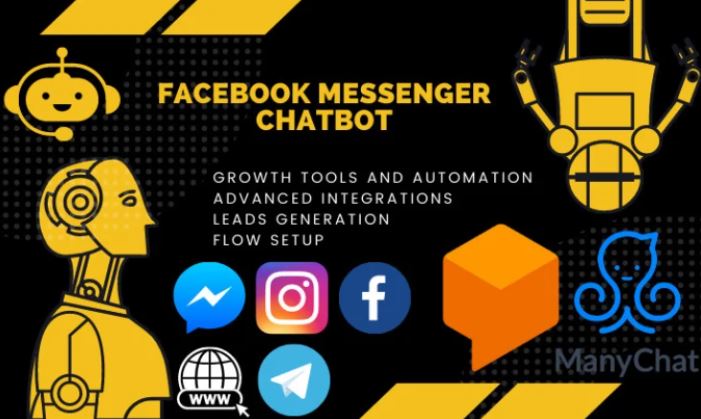 FACEBOOK MESSENGER
CHATBOT
GROWTH TOOLS AND AUTOMATION
ADVANCED INTEGRATIONS
LEADS GENERATION
FLOW SETUP
f
WWW
ManyChat